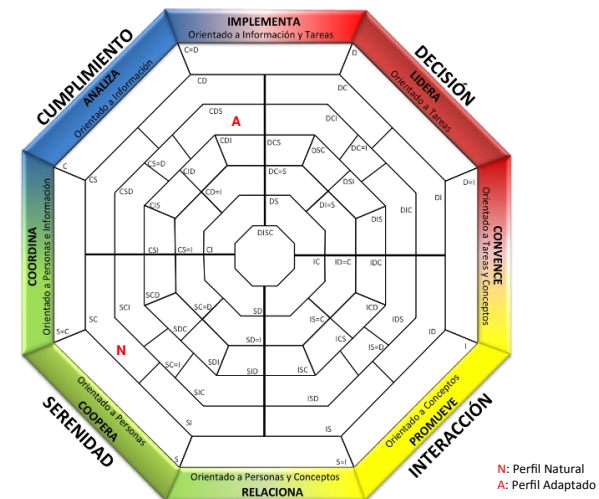 IMPLEMENTA
Orientado a Información y Tareas
CUMPLIMIENTO
DECISIÓN
ANALIZA
Orientado a Información
LIDERA
Orientado a Tareas
C=D
D
CD
DC
CDS
A
DCI
CDI
DCS
DSC
DC=I
CS=D
CID
DC=S
C
CS
DSI
D=I
CSD
CD=I
DS
DI=S
DI
CIS
DIS
DIC
DISC
COORDINA
Orientado a Personas e Información
CONVENCE
Orientado a Tareas y Conceptos
CSI
CS=I
CI
IC
ID=C
IDC
SCD
SC=D
SD
ICD
SCI
IDS
SC
S=C
SDC
IS=C
ID
I
SD=I
ICS
IS=D
N
SC=I
SDI
SID
ISC
SIC
ISD
SI
IS
S
S=I
SERENIDAD
COOPERA
Orientado a Personas
INTERACCIÓN
PROMUEVE
Orientado a Conceptos
Orientado a Personas y Conceptos
RELACIONA
N: Perfil Natural
A: Perfil Adaptado